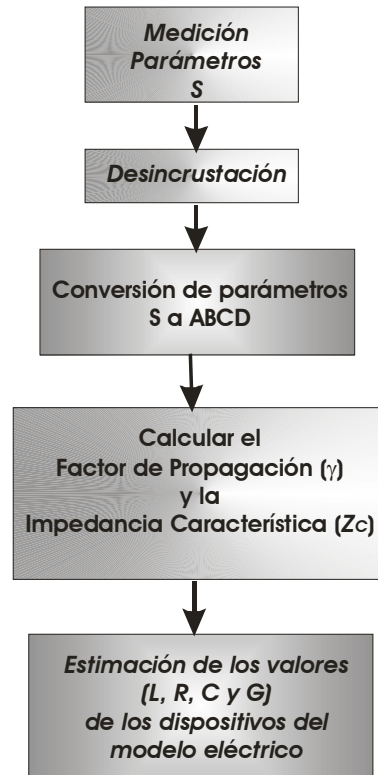 Medición
Parámetros
S
Desincrustación
Conversión de parámetros
S a ABCD
Calcular el
Factor de Propagación (γ)
y la
Impedancia Característica (Zc)
Estimación de los valores
(L, R, C y G)
de los dispositivos del
modelo eléctrico